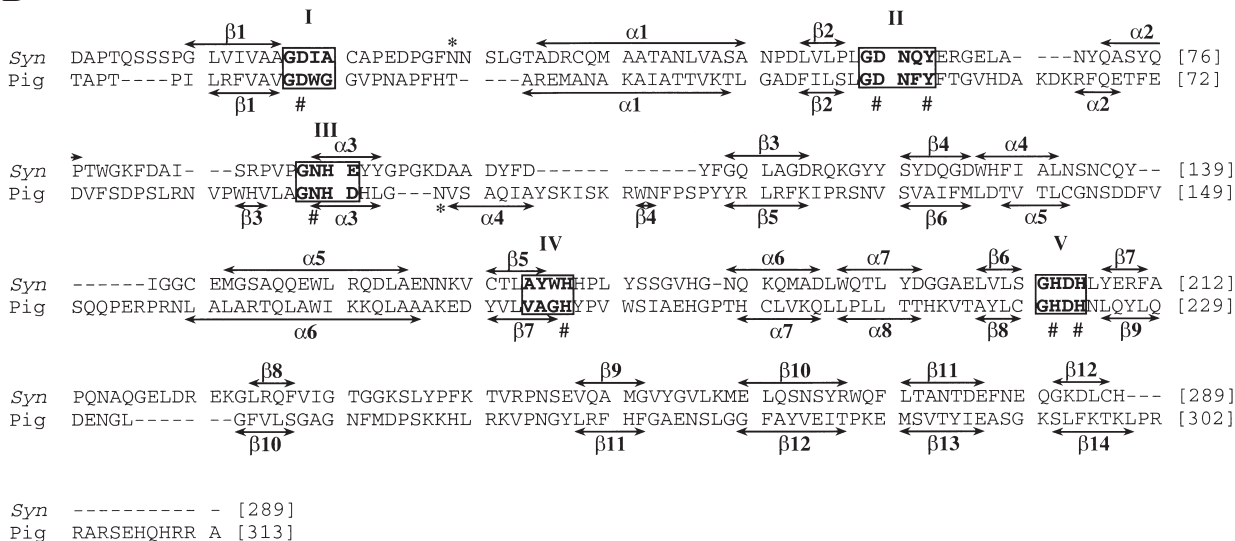 I II
β1 * α1 β2 α2
Syn DAPTQSSSPG LVIVAAGDIA CAPEDPGFNN SLGTADRCQM AATANLVASA NPDLVLPLGD NQYERGELA- ---NYQASYQ [76]
Pig TAPT----PI LRFVAVGDWG GVPNAPFHT- --AREMANA KAIATTVKTL GADFILSLGD NFYFTGVHDA KDKRFQETFE [72]
β1 # α1 β2 # # α2
III
α3 β3 β4 α4
Syn PTWGKFDAI- --SRPVPGNH EYYGPGKDAA DYFD------ ----YFGQ LAGDRQKGYY SYDQGDWHFI ALNSNCQY-- [139]
Pig DVFSDPSLRN VPWHVLAGNH DHLG---NVS AQIAYSKISK RWNFPSPYYR LRFKIPRSNV SVAIFMLDTV TLCGNSDDFV [149]
β3 # α3 * α4 β4 β5 β6 α5
IV V
α5 β5 α6 α7 β6 β7
Syn ------IGGC EMGSAQQEWL RQDLAENNKV CTLAYWHHPL YSSGVHG-NQ KQMADLWQTL YDGGAELVLS GHDHLYERFA [212]
Pig SQQPERPRNL ALARTQLAWI KKQLAAAKED YVLVAGHYPV WSIAEHGPTH CLVKQLLPLL TTHKVTAYLC GHDHNLQYLQ [229]
α6 β7 # α7 α8 β8 # # β9
β8 β9 β10 β11 β12
Syn PQNAQGELDR EKGLRQFVIG TGGKSLYPFK TVRPNSEVQA MGVYGVLKME LQSNSYRWQF LTANTDEFNE QGKDLCH--- [289]
Pig DENGL----- -GFVLSGAG NFMDPSKKHL RKVPNGYLRF HFGAENSLGG FAYVEITPKE MSVTYIEASG KSLFKTKLPR [302]
β10 β11 β12 β13 β14
Syn ---------- - [289]
Pig RARSEHQHRR A [313]